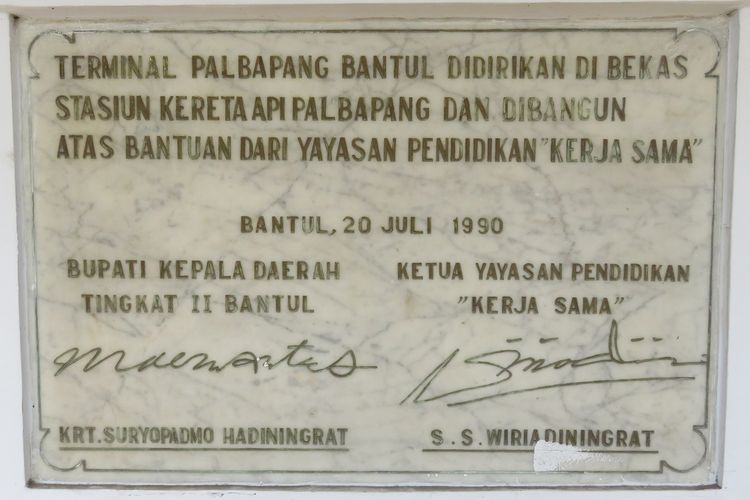 TERMINAL PALBAPANG BANTUL DIDIRIKAN DI BEKAS
STASIUN KERETA API PALBAPANG DAN DIBANGUN
ATAS BANTUAN DARI YAYASAN PENDIDIKAN "KERJA SAMA"
BANTUL, 20 JULI 1990
BUPATI KEPALA DAERAH
TINGKAT II BANTUL
KRT. SURYOPADMO HADININGRAT
KETUA YAYASAN PENDIDIKAN
"KERJA SAMA"
S. S. WIRIADININGRAT